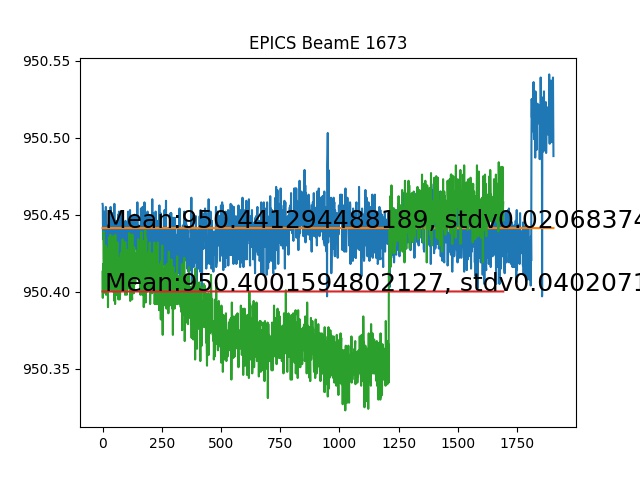 EPICS BeamE 1673
950.55
950.50
950.45
Mean:950.441294488189, stdv0.02068374
950.40
Mean:950.4001594802127, stdv0.0402071
950.35
0 250 500 750 1000 1250 1500 1750